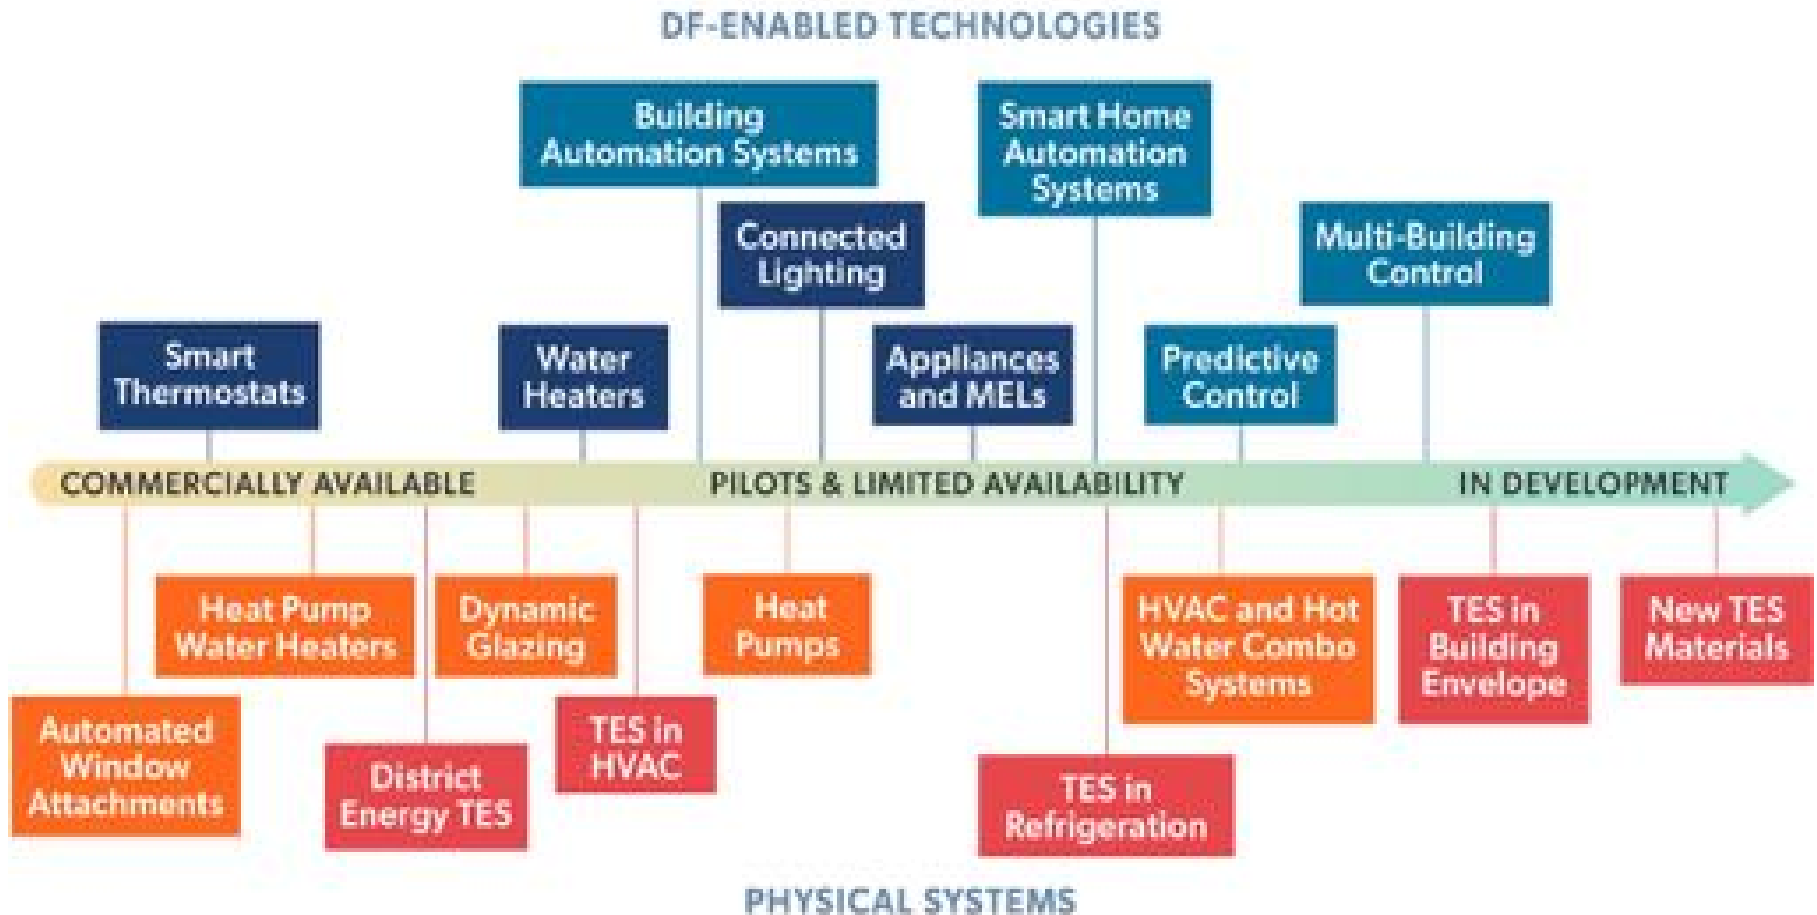 DF-ENABLED TECHNOLOGIES
Building
Automation Systems
Smart Home
Automation
Systems
Connected
Lighting
Multi-Building
Control
Smart
Thermostats
Water
Heaters
Appliances
and MELs
Predictive
Control
COMMERCIALLY AVAILABLE
PILOTS & LIMITED AVAILABILITY
IN DEVELOPMENT
Heat Pump
Water Heaters
Dynamic
Glazing
Heat
Pumps
HVAC and Hot
Water Combo
Systems
TES in
Building
Envelope
New TES
Materials
Automated
Window
Attachments
District
Energy TES
TES in
HVAC
TES in
Refrigeration
PHYSICAL SYSTEMS